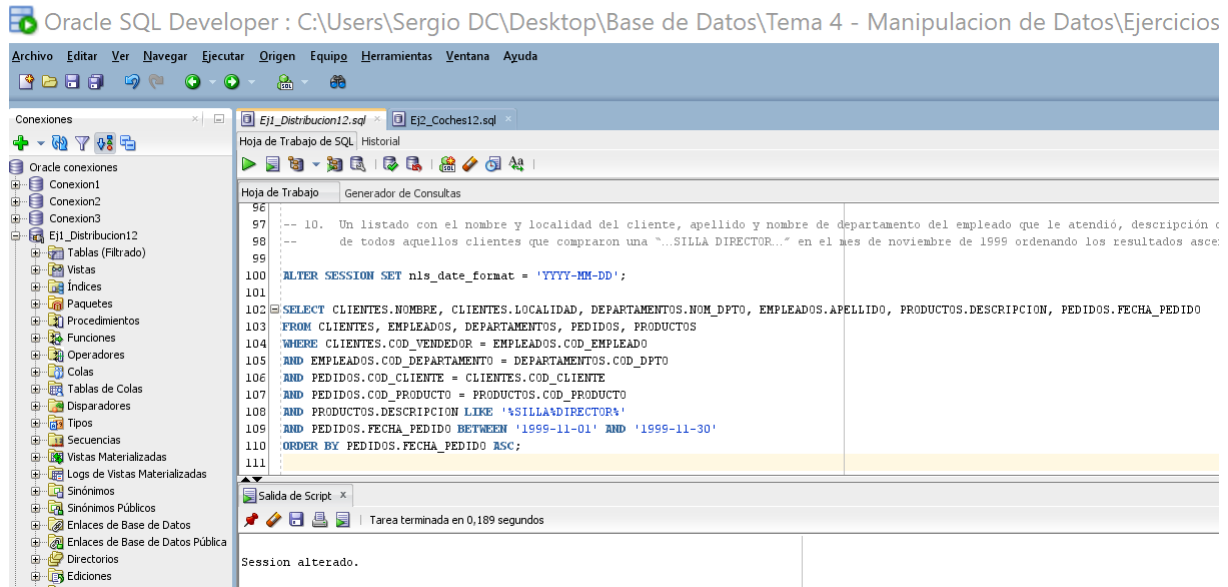 Oracle SQL Developer : C:\Users\Sergio DC\Desktop\Base de Datos\Tema 4 - Manipulacion de Datos\Ejercicios
Archivo Editar Ver Navegar Ejecutar Origen Equipo Herramientas Ventana Ayuda
Conexiones
Oracle conexiones
Conexion1
Conexion2
Conexion3
Ej1_Distribucion12
Tablas (Filtrado)
Vistas
Índices
Paquetes
Procedimientos
Funciones
Operadores
Colas
Tablas de Colas
Disparadores
Tipos
Secuencias
Vistas Materializadas
Logs de Vistas Materializadas
Sinónimos
Sinónimos Públicos
Enlaces de Base de Datos
Enlaces de Base de Datos Pública
Directorios
Ediciones
Ej1_Distribucion12.sql Ej2_Coches12.sql
Hoja de Trabajo de SQL Historial
Hoja de Trabajo Generador de Consultas
96
97 -- 10. Un listado con el nombre y localidad del cliente, apellido y nombre de departamento del empleado que le atendió, descripción
98 -- de todos aquellos clientes que compraron una "...SILLA DIRECTOR..." en el mes de noviembre de 1999 ordenando los resultados asce
99
100 ALTER SESSION SET nls_date_format = 'YYYY-MM-DD';
101
102 SELECT CLIENTES.NOMBRE, CLIENTES.LOCALIDAD, DEPARTAMENTOS.NOM_DPTO, EMPLEADOS.APELLIDO, PRODUCTOS.DESCRIPCION, PEDIDOS.FECHA_PEDIDO
103 FROM CLIENTES, EMPLEADOS, DEPARTAMENTOS, PEDIDOS, PRODUCTOS
104 WHERE CLIENTES.COD_VENDEDOR = EMPLEADOS.COD_EMPLEADO
105 AND EMPLEADOS.COD_DEPARTAMENTO = DEPARTAMENTOS.COD_DPTO
106 AND PEDIDOS.COD_CLIENTE = CLIENTES.COD_CLIENTE
107 AND PEDIDOS.COD_PRODUCTO = PRODUCTOS.COD_PRODUCTO
108 AND PRODUCTOS.DESCRIPCION LIKE '%SILLA%DIRECTOR%'
109 AND PEDIDOS.FECHA_PEDIDO BETWEEN '1999-11-01' AND '1999-11-30'
110 ORDER BY PEDIDOS.FECHA_PEDIDO ASC;
111
Salida de Script
Tarea terminada en 0,189 segundos
Session alterado.